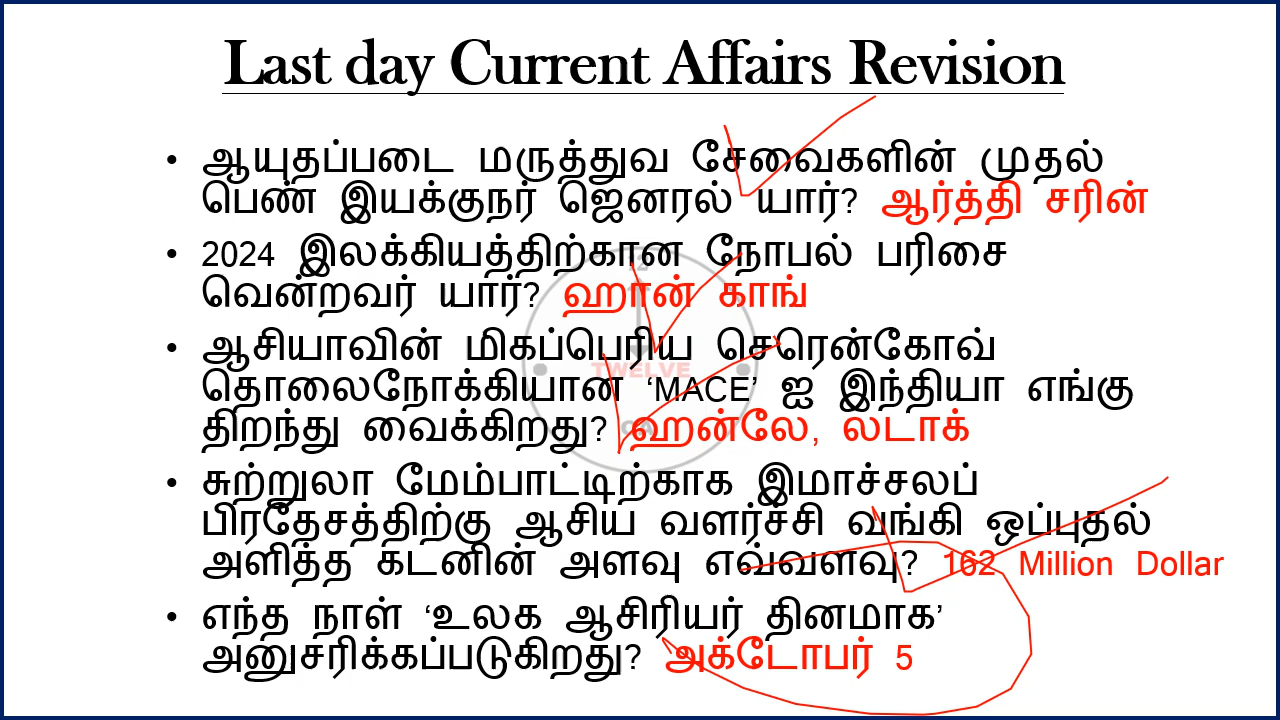 Last day Current Affairs Revision
• ஆயுதப்படை மருத்துவ சேவைகளின் முதல்
பெண் இயக்குநர் ஜெனரல் யார்? ஆர்த்தி சரின்
• 2024 இலக்கியத்திற்கான நோபல் பரிசை
வென்றவர் யார்? ஹான் காங்
• ஆசியாவின் மிகப்பெரிய செரென்கோவ்
தொலைநோக்கியான ‘MACE’ ஐ இந்தியா எங்கு
திறந்து வைக்கிறது? ஹன்லே, லடாக்
• சுற்றுலா மேம்பாட்டிற்காக இமாச்சலப்
பிரதேசத்திற்கு ஆசிய வளர்ச்சி வங்கி ஒப்புதல்
அளித்த கடனின் அளவு எவ்வளவு? 162 Million Dollar
• எந்த நாள் ‘உலக ஆசிரியர் தினமாக’
அனுசரிக்கப்படுகிறது? அக்டோபர் 5
12
TWELVE